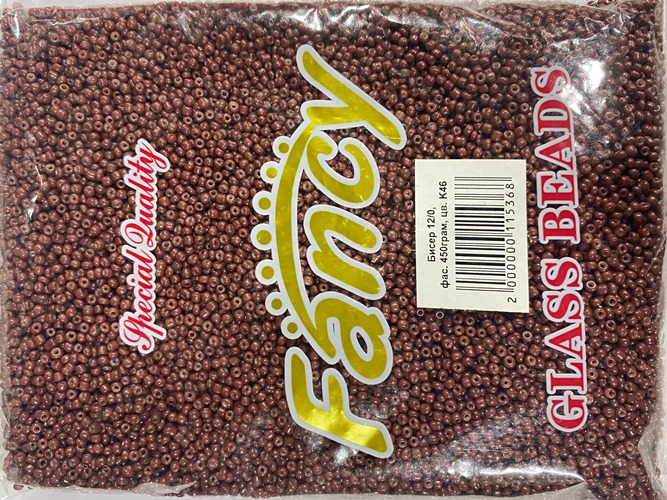 Special Quality
Fancy
Бисер 12/0,
фас. 450грам, цв. К46
2 000000 115368
GLASS BEADS